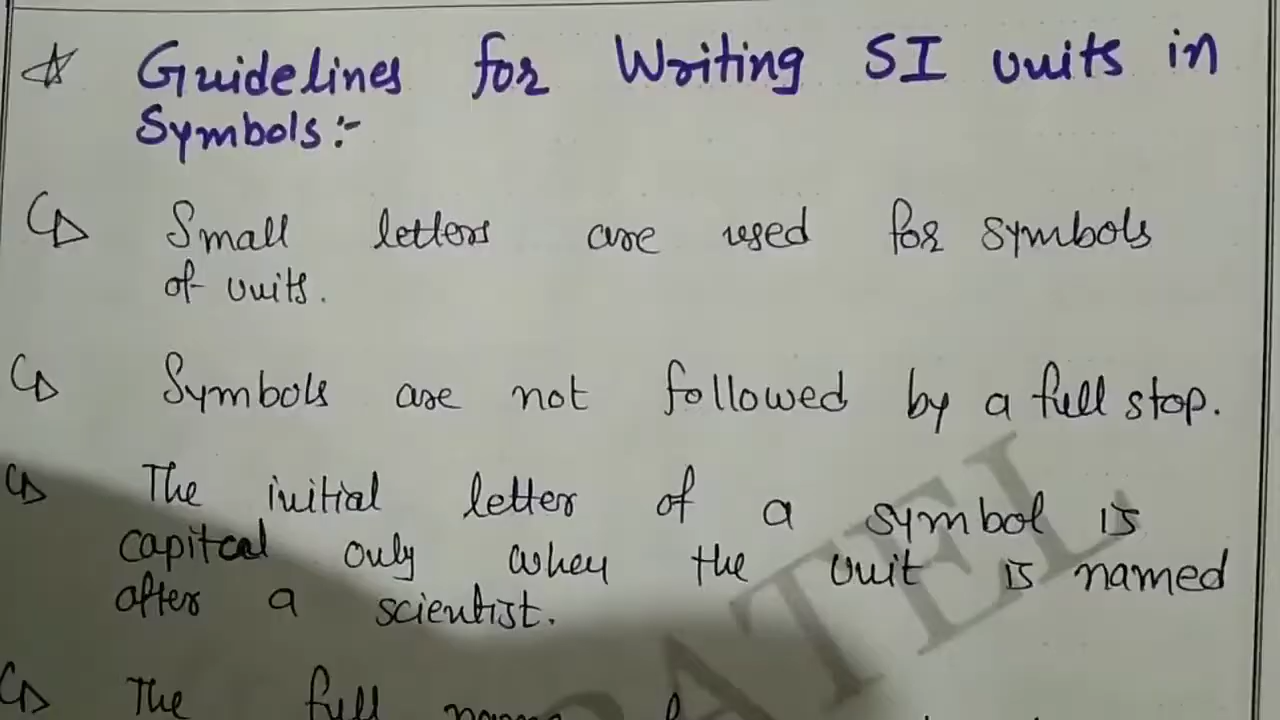 ☆ Guidelines for Writing SI units in
Symbols:-
Small letters are used for symbols
of units.
Symbols are not followed by a full stop.
The initial letter of a symbol is
capital only when the unit is named
after a scientist.
The full
PATEL